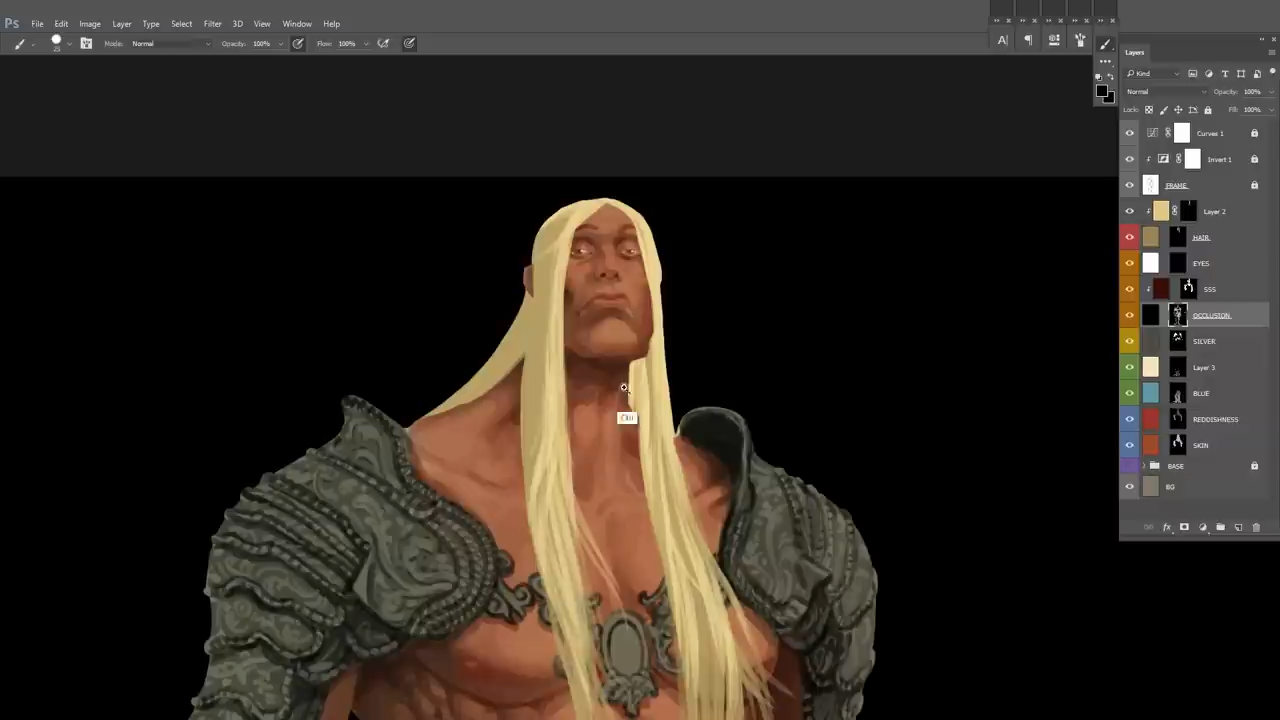 Ps File Edit Image Layer Type Select Filter 3D View Window Help
Mode: Normal Opacity: 100% Flow: 100%
Layers
Kind
Normal Opacity: 100%
Lock: Fill: 100%
Curves 1
Invert 1
FRAME
Layer 2
HAIR
EYES
SSS
OCCLUSION
SILVER
Layer 3
BLUE
REDDISHNESS
SKIN
BASE
BG
fx